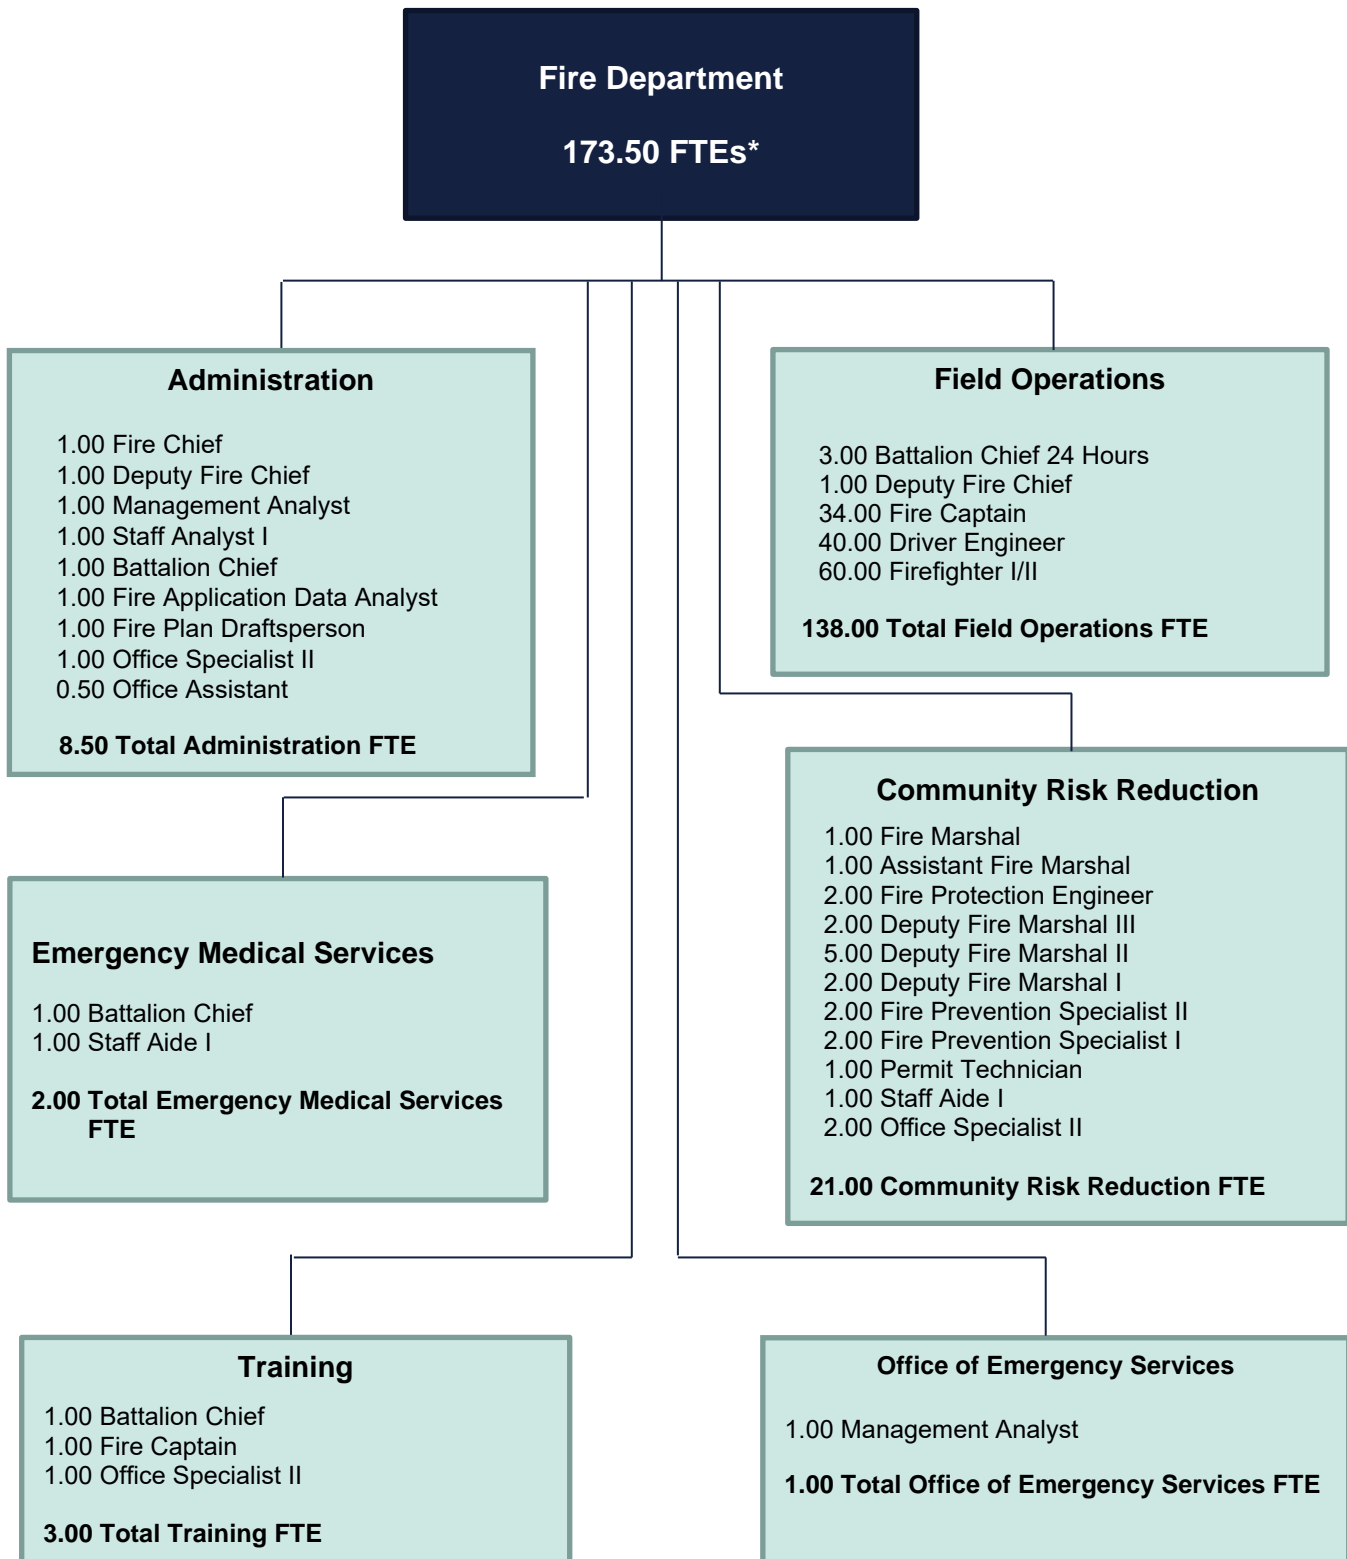 Fire Department
173.50 FTEs*
Administration
1.00 Fire Chief
1.00 Deputy Fire Chief
1.00 Management Analyst
1.00 Staff Analyst I
1.00 Battalion Chief
1.00 Fire Application Data Analyst
1.00 Fire Plan Draftsperson
1.00 Office Specialist II
0.50 Office Assistant
8.50 Total Administration FTE
Field Operations
3.00 Battalion Chief 24 Hours
1.00 Deputy Fire Chief
34.00 Fire Captain
40.00 Driver Engineer
60.00 Firefighter I/II
138.00 Total Field Operations FTE
Emergency Medical Services
1.00 Battalion Chief
1.00 Staff Aide I
2.00 Total Emergency Medical Services
FTE
Community Risk Reduction
1.00 Fire Marshal
1.00 Assistant Fire Marshal
2.00 Fire Protection Engineer
2.00 Deputy Fire Marshal III
5.00 Deputy Fire Marshal II
2.00 Deputy Fire Marshal I
2.00 Fire Prevention Specialist II
2.00 Fire Prevention Specialist I
1.00 Permit Technician
1.00 Staff Aide I
2.00 Office Specialist II
21.00 Community Risk Reduction FTE
Training
1.00 Battalion Chief
1.00 Fire Captain
1.00 Office Specialist II
3.00 Total Training FTE
Office of Emergency Services
1.00 Management Analyst
1.00 Total Office of Emergency Services FTE